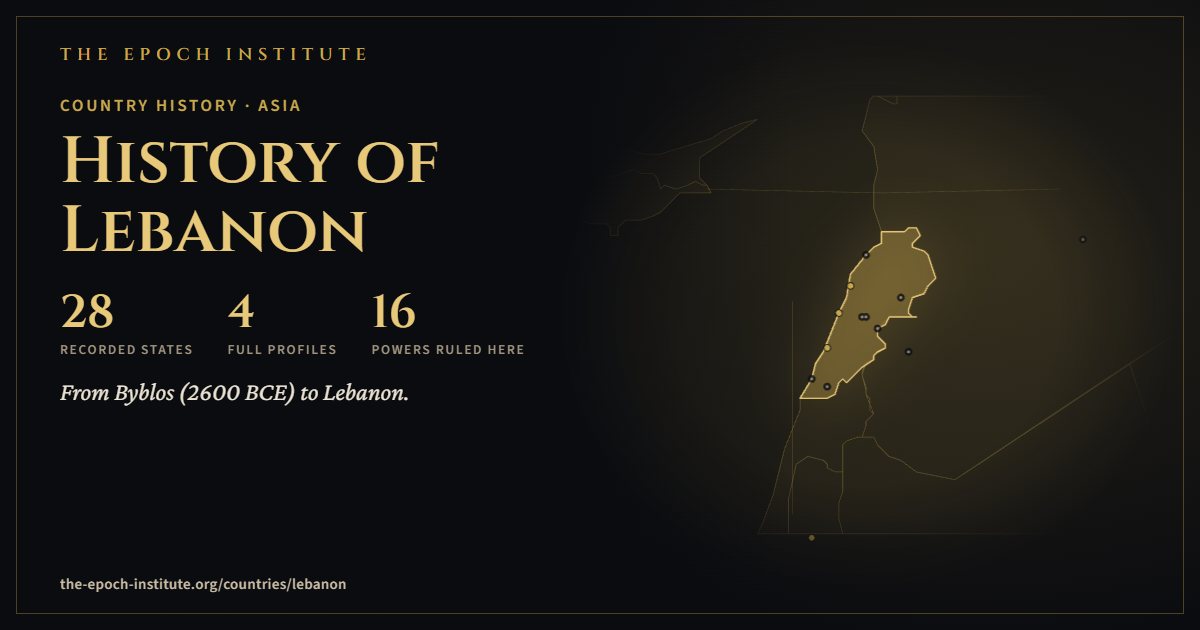 THE EPOCH INSTITUTE
COUNTRY HISTORY · ASIA
HISTORY OF
LEBANON
28 4 16
RECORDED STATES FULL PROFILES POWERS RULED HERE
From Byblos (2600 BCE) to Lebanon.
the-epoch-institute.org/countries/lebanon